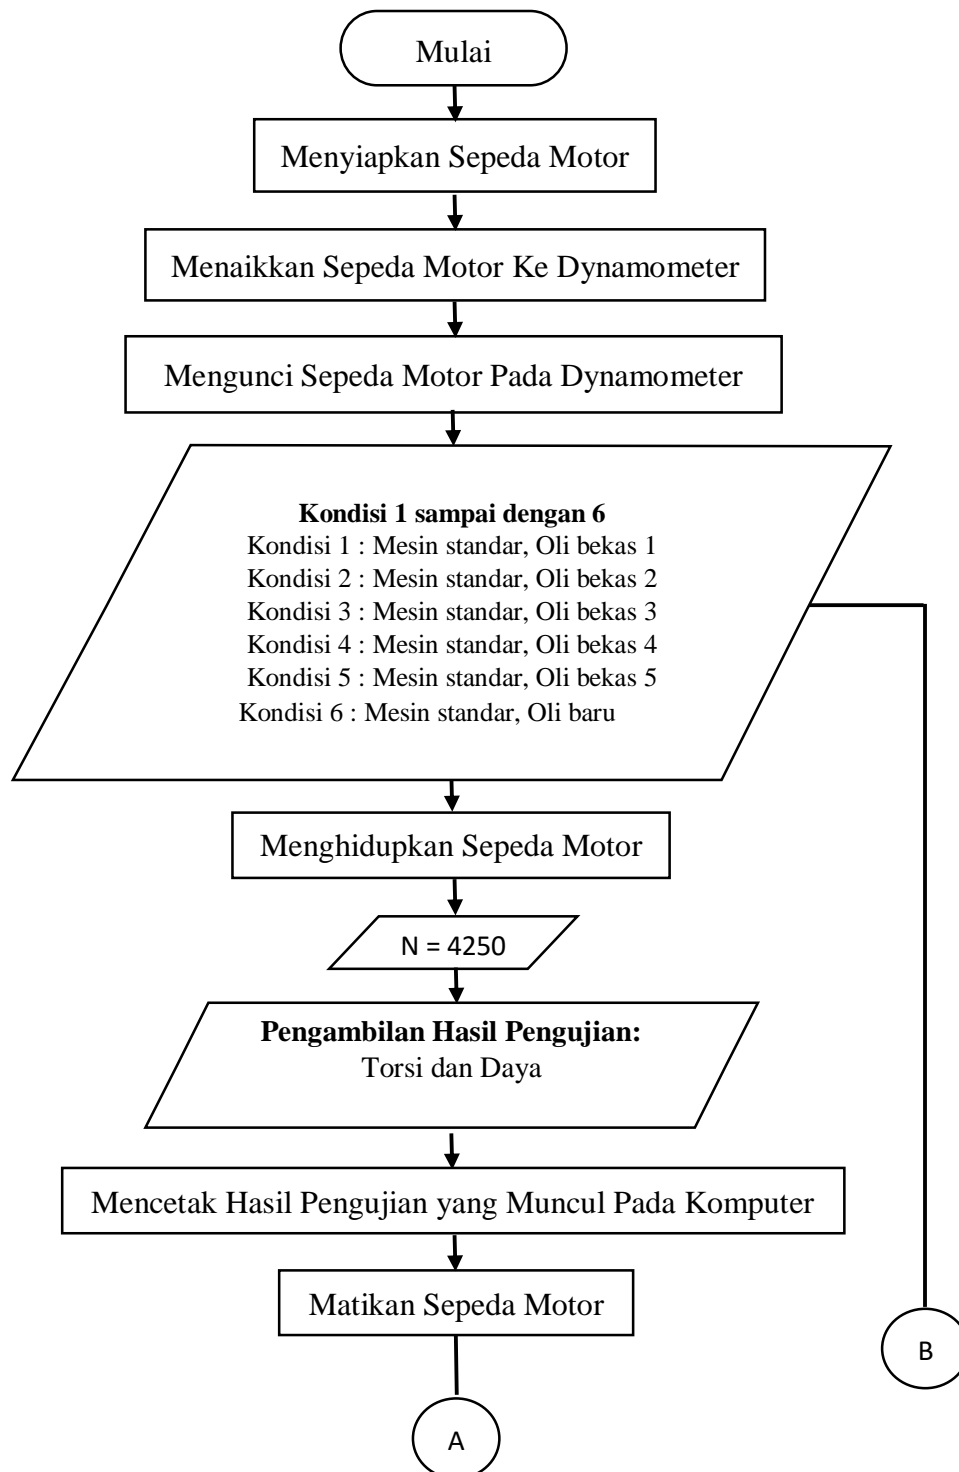 Mulai
Menyiapkan Sepeda Motor
Menaikkan Sepeda Motor Ke Dynamometer
Mengunci Sepeda Motor Pada Dynamometer
Kondisi 1 sampai dengan 6
Kondisi 1 : Mesin standar, Oli bekas 1
Kondisi 2 : Mesin standar, Oli bekas 2
Kondisi 3 : Mesin standar, Oli bekas 3
Kondisi 4 : Mesin standar, Oli bekas 4
Kondisi 5 : Mesin standar, Oli bekas 5
Kondisi 6 : Mesin standar, Oli baru
Menghidupkan Sepeda Motor
N = 4250
Pengambilan Hasil Pengujian:
Torsi dan Daya
Mencetak Hasil Pengujian yang Muncul Pada Komputer
Matikan Sepeda Motor
B
A